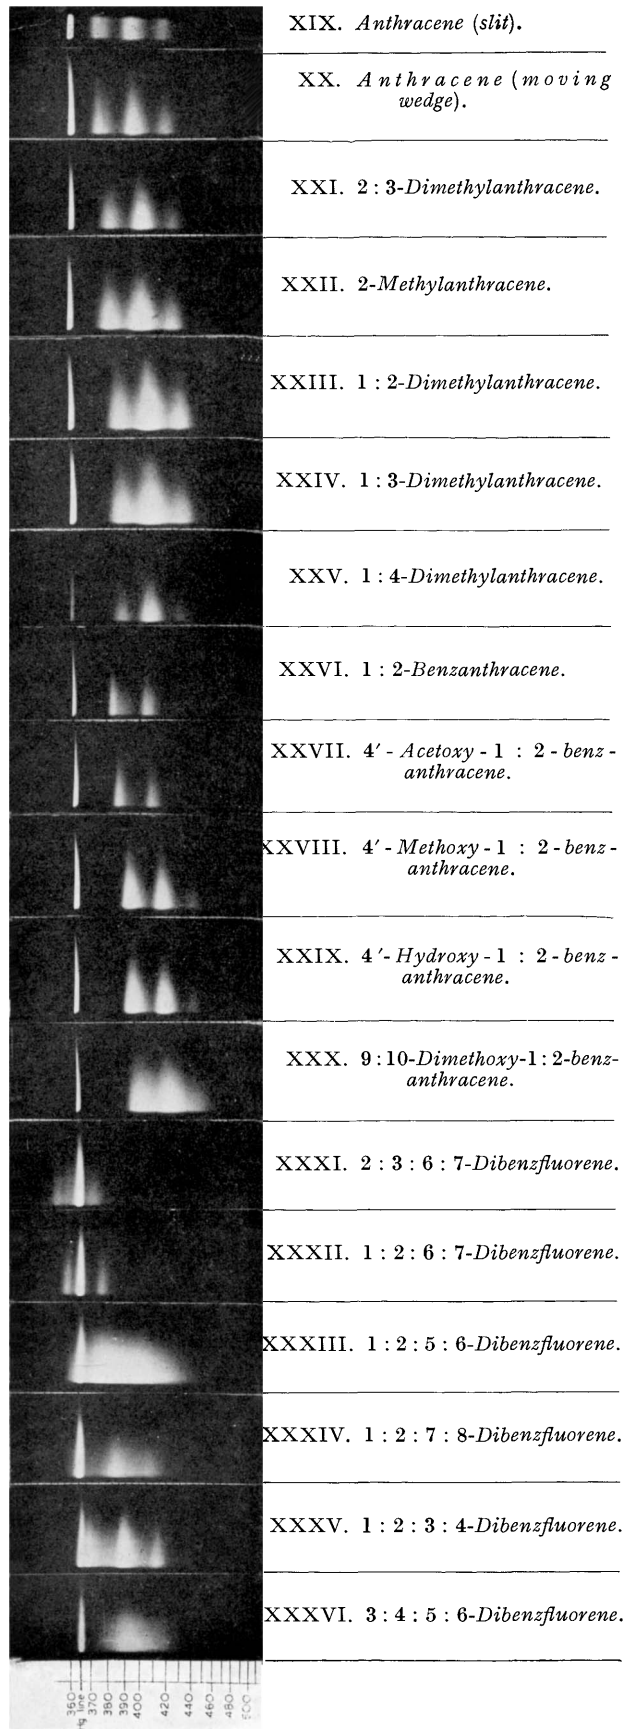 XIX. Anthracene (slit).
XX. Anthracene (moving
wedge).
XXI. 2 : 3-Dimethylanthracene.
XXII. 2-Methylanthracene.
XXIII. 1 : 2-Dimethylanthracene.
XXIV. 1 : 3-Dimethylanthracene.
XXV. 1 : 4-Dimethylanthracene.
XXVI. 1 : 2-Benzanthracene.
XXVII. 4′ - Acetoxy - 1 : 2 - benz -
anthracene.
XXVIII. 4′ - Methoxy - 1 : 2 - benz -
anthracene.
XXIX. 4′- Hydroxy - 1 : 2 - benz -
anthracene.
XXX. 9:10-Dimethoxy-1:2-benz-
anthracene.
XXXI. 2 : 3 : 6 : 7-Dibenzfluorene.
XXXII. 1 : 2 : 6 : 7-Dibenzfluorene.
XXXIII. 1 : 2 : 5 : 6-Dibenzfluorene.
XXXIV. 1 : 2 : 7 : 8-Dibenzfluorene.
XXXV. 1 : 2 : 3 : 4-Dibenzfluorene.
XXXVI. 3 : 4 : 5 : 6-Dibenzfluorene.
360
Hg. line
370
380
390
400
420
440
460
480
500